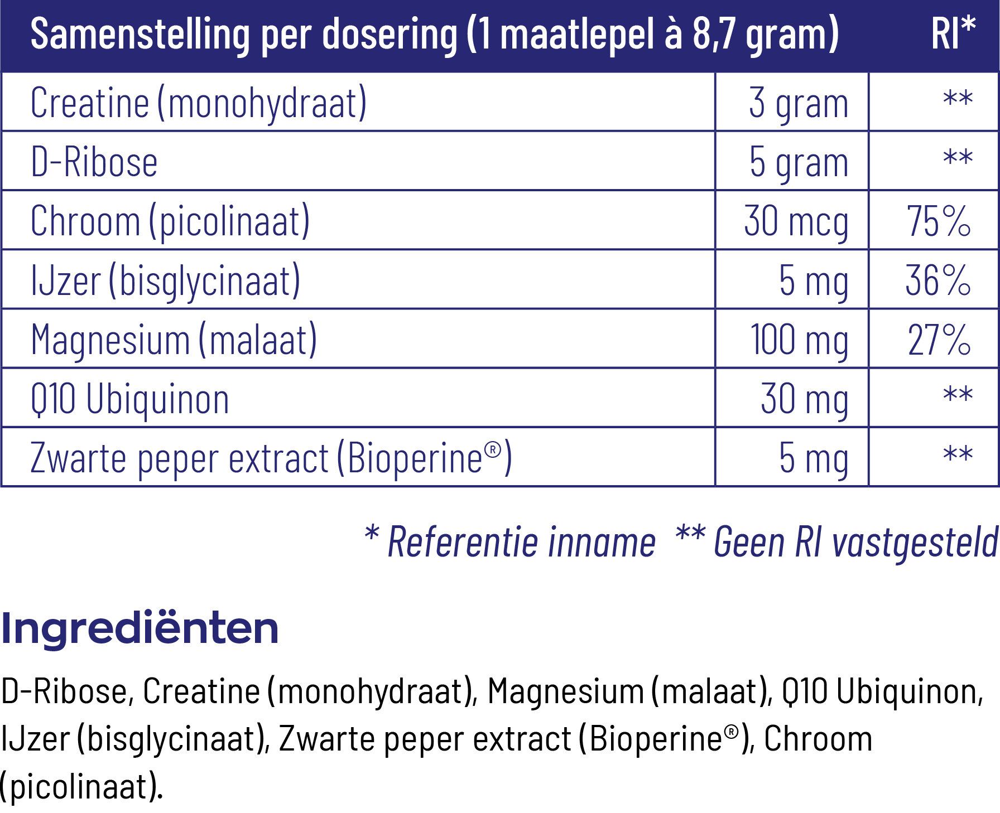 Samenstelling per dosering (1 maatlepel à 8,7 gram) RI*
Creatine (monohydraat) 3 gram **
D-Ribose 5 gram **
Chroom (picolinaat) 30 mcg 75%
IJzer (bisglycinaat) 5 mg 36%
Magnesium (malaat) 100 mg 27%
Q10 Ubiquinon 30 mg **
Zwarte peper extract (Bioperine®) 5 mg **
* Referentie inname ** Geen RI vastgesteld
Ingrediënten
D-Ribose, Creatine (monohydraat), Magnesium (malaat), Q10 Ubiquinon,
IJzer (bisglycinaat), Zwarte peper extract (Bioperine®), Chroom
(picolinaat).